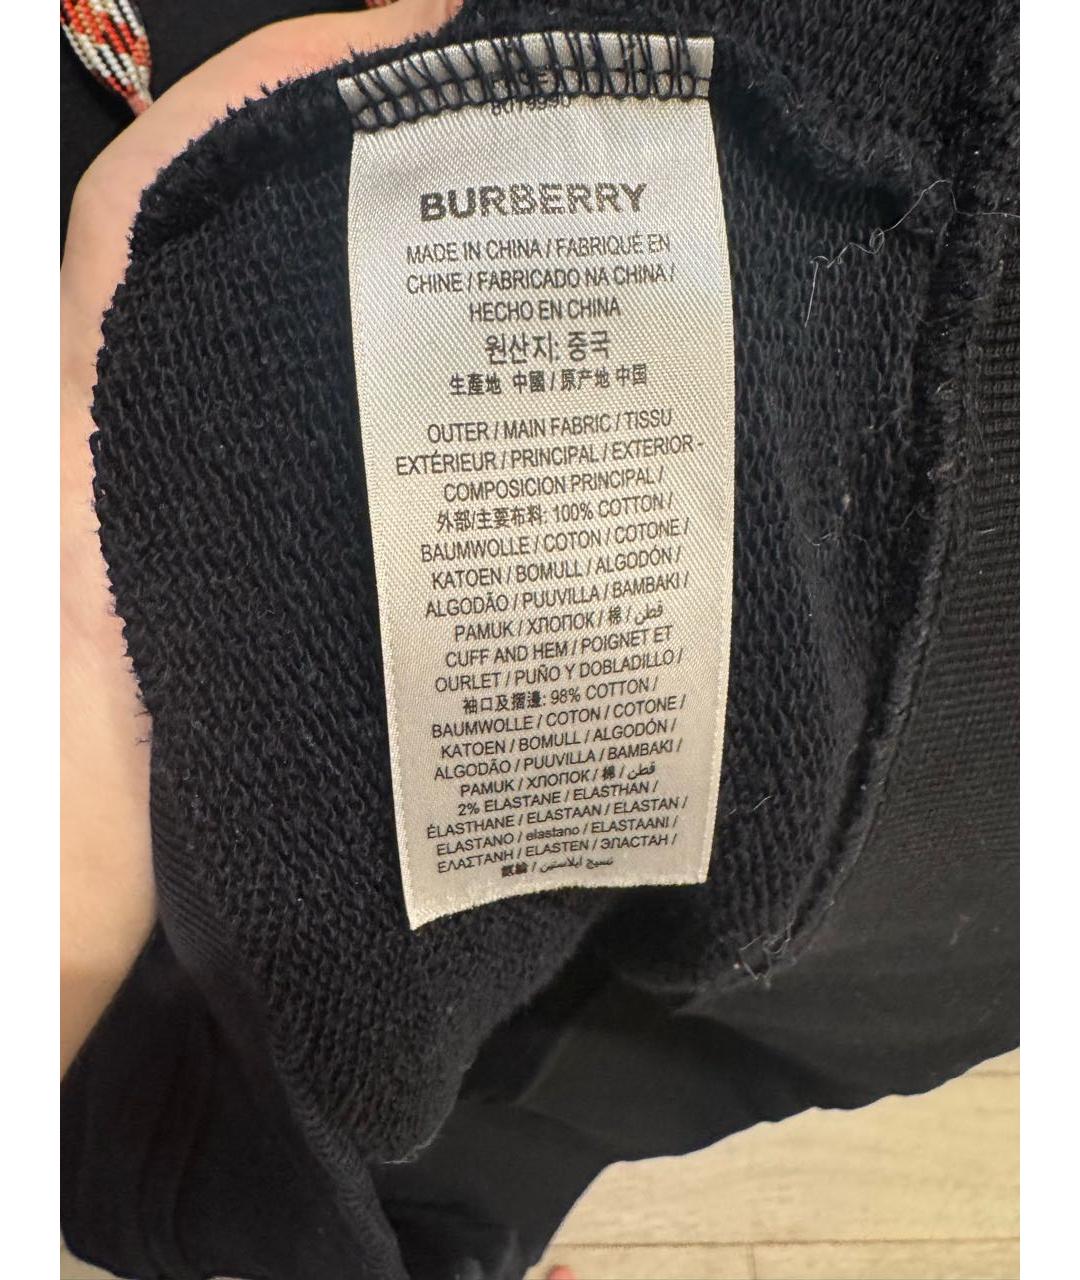 BURBERRY
MADE IN CHINA / FABRIQUÉ EN
CHINE / FABRICADO NA CHINA /
HECHO EN CHINA
원산지: 중국
生產地 中國 / 原产地 中国
OUTER / MAIN FABRIC / TISSU
EXTÉRIEUR / PRINCIPAL / EXTERIOR -
COMPOSICION PRINCIPAL /
外部/主要布料: 100% COTTON /
BAUMWOLLE / COTON / COTONE /
KATOEN / BOMULL / ALGODÓN /
ALGODÃO / PUUVILLA / BAMBAKI /
PAMUK / ХЛОПОК / 棉 / قطن
CUFF AND HEM / POIGNET ET
OURLET / PUÑO Y DOBLADILLO /
袖口及摺邊: 98% COTTON /
BAUMWOLLE / COTON / COTONE /
KATOEN / BOMULL / ALGODÓN /
ALGODÃO / PUUVILLA / BAMBAKI /
PAMUK / ХЛОПОК / 棉 / قطن
2% ELASTANE / ELASTHAN /
ÉLASTHANE / ELASTAAN / ELASTAN /
ELASTANO / elastano / ELASTAANI /
ΕΛΑΣΤΑΝΗ / ELASTEN / ЭЛАСТАН /
/ نسيج ايلاستين